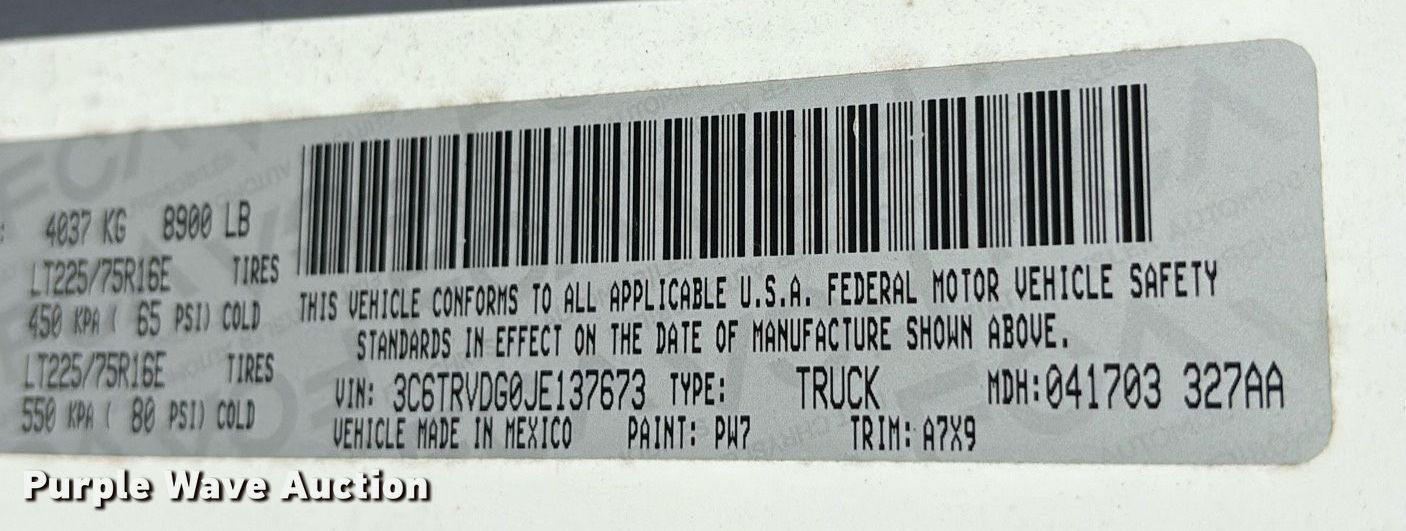 4037 KG 8900 LB
LT225/75R16E TIRES
450 KPA ( 65 PSI) COLD
LT225/75R16E TIRES
550 KPA ( 80 PSI) COLD
THIS VEHICLE CONFORMS TO ALL APPLICABLE U.S.A. FEDERAL MOTOR VEHICLE SAFETY
STANDARDS IN EFFECT ON THE DATE OF MANUFACTURE SHOWN ABOVE.
VIN: 3C6TRVDG0JE137673 TYPE: TRUCK MDH:041703 327AA
VEHICLE MADE IN MEXICO PAINT: PW7 TRIM: A7X9
Purple Wave Auction